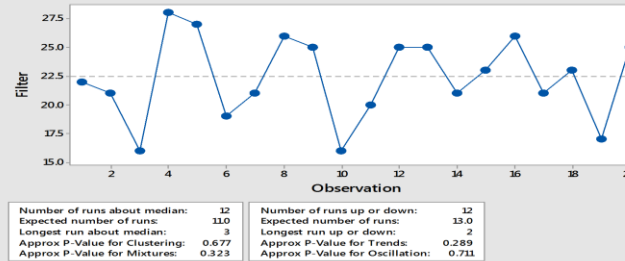 27.5
25.0
22.5
20.0
17.5
15.0
Filter
2 4 6 8 10 12 14 16 18
Observation
Number of runs about median: 12
Expected number of runs: 11.0
Longest run about median: 3
Approx P-Value for Clustering: 0.677
Approx P-Value for Mixtures: 0.323
Number of runs up or down: 12
Expected number of runs: 13.0
Longest run up or down: 2
Approx P-Value for Trends: 0.289
Approx P-Value for Oscillation: 0.711